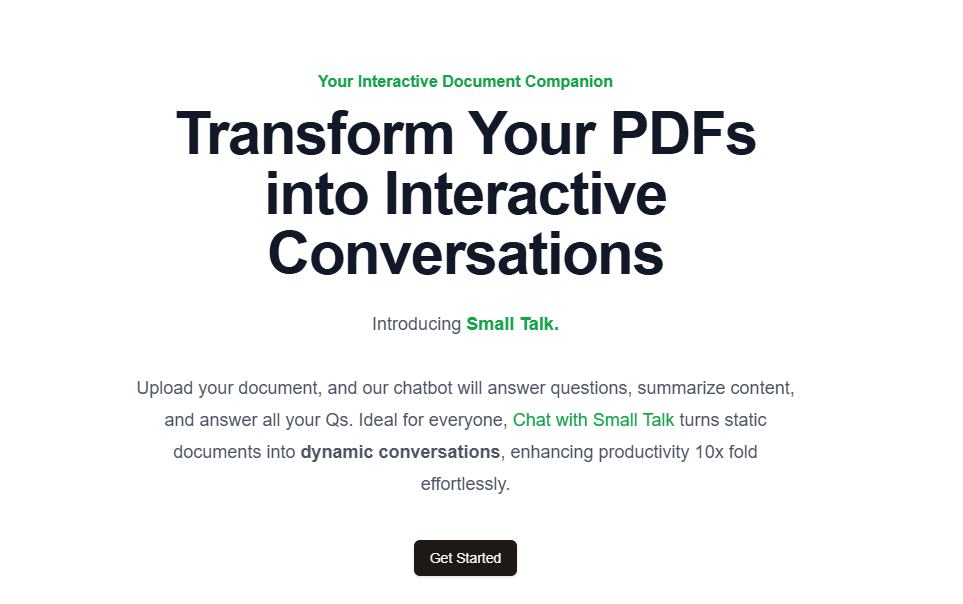 Your Interactive Document Companion
Transform Your PDFs
into Interactive
Conversations
Introducing Small Talk.
Upload your document, and our chatbot will answer questions, summarize content,
and answer all your Qs. Ideal for everyone, Chat with Small Talk turns static
documents into dynamic conversations, enhancing productivity 10x fold
effortlessly.
Get Started